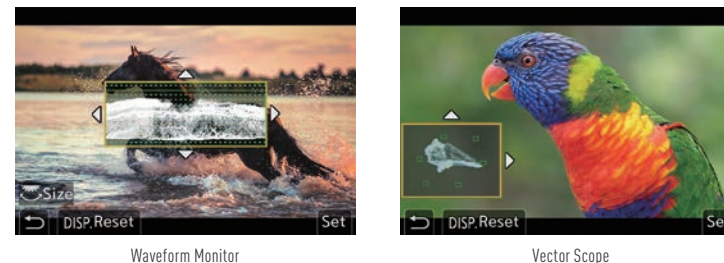 Size
DISP.Reset
Set
Waveform Monitor
DISP.Reset
Se
Vector Scope